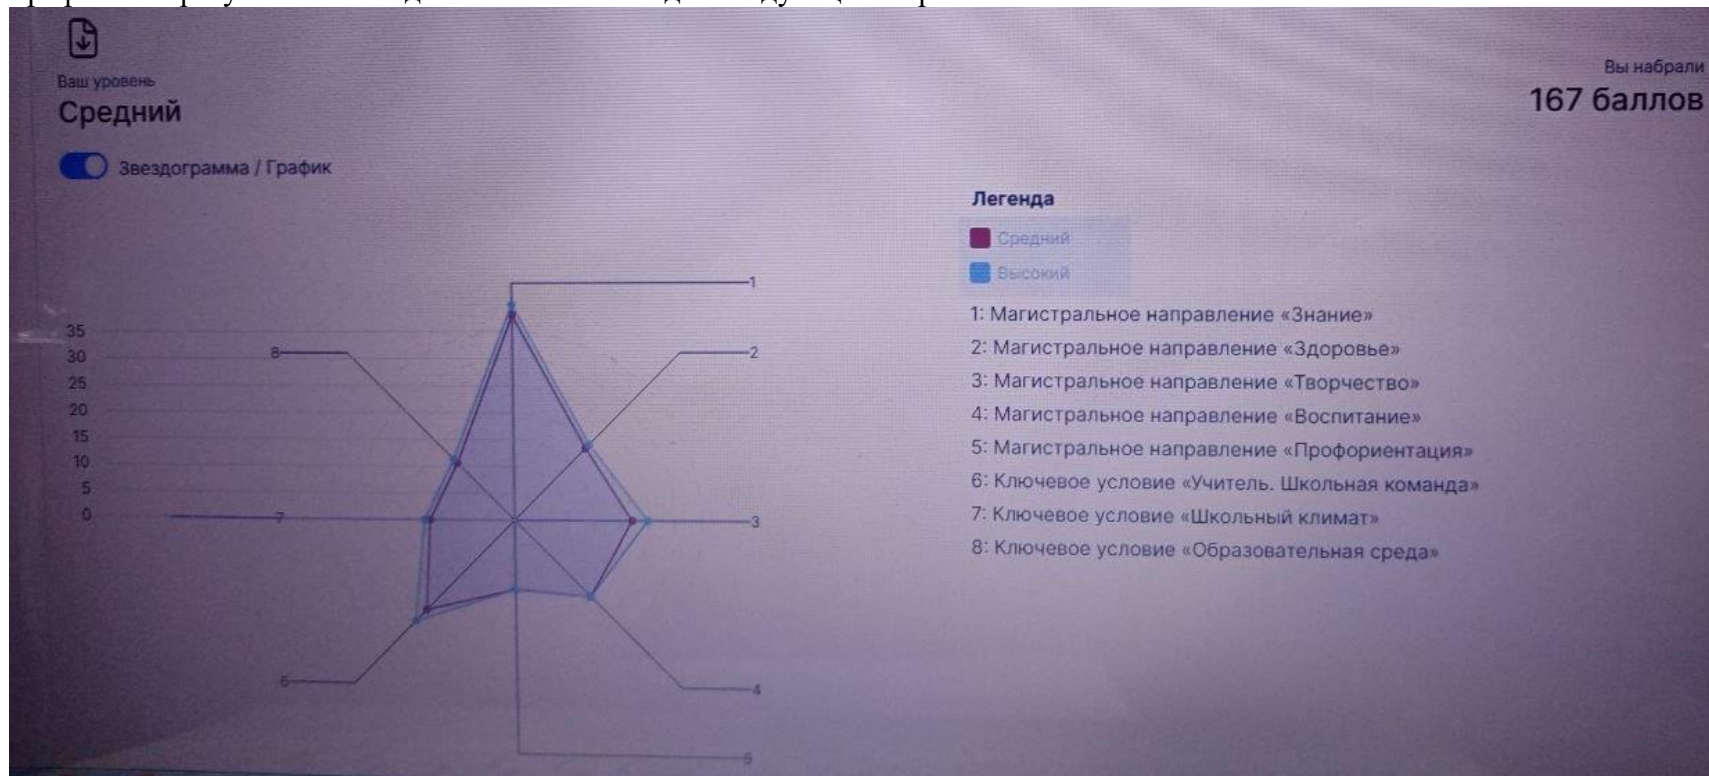 Ваш уровень
Средний
Звездограмма / График
Вы набрали
167 баллов
Легенда
Средний
Высокий
1: Магистральное направление «Знание»
2: Магистральное направление «Здоровье»
3: Магистральное направление «Творчество»
4: Магистральное направление «Воспитание»
5: Магистральное направление «Профориентация»
6: Ключевое условие «Учитель. Школьная команда»
7: Ключевое условие «Школьный климат»
8: Ключевое условие «Образовательная среда»
35
30
25
20
15
10
5
0
1
2
3
4
5
6
7
8